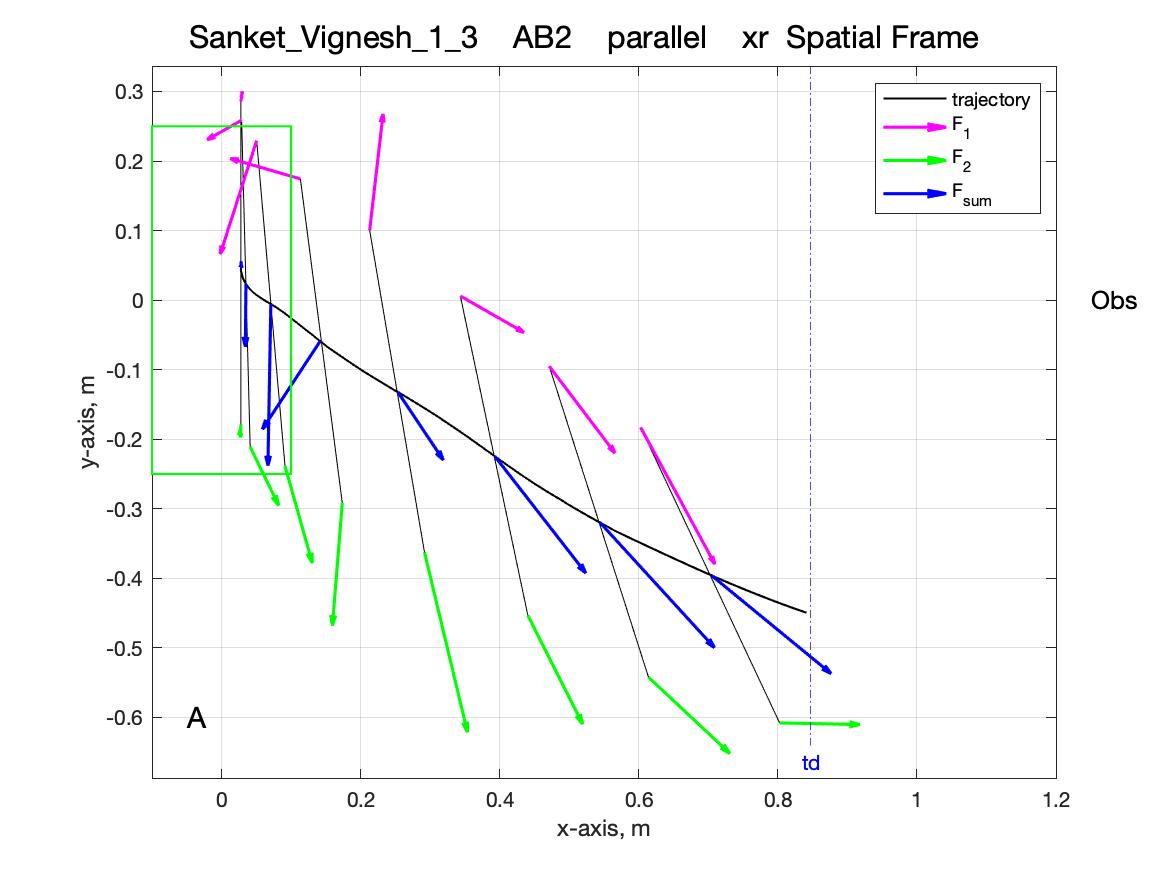 Sanket_Vignesh_1_3 AB2 parallel xr Spatial Frame
trajectory
F1
F2
Fsum
0.3
0.2
0.1
0
-0.1
-0.2
-0.3
-0.4
-0.5
-0.6
y-axis, m
Obs
A
td
0 0.2 0.4 0.6 0.8 1 1.2
x-axis, m